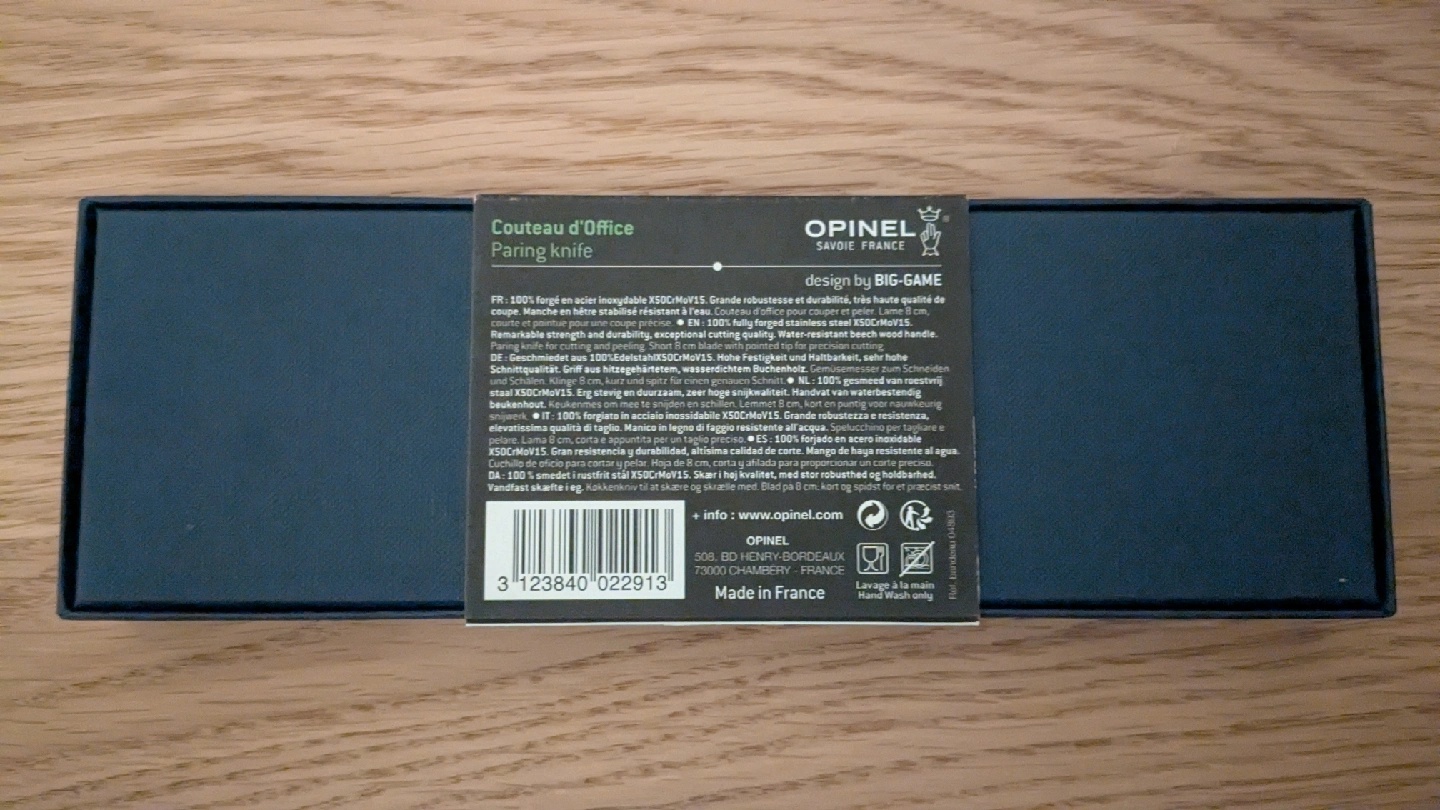 Couteau d'Office
Paring knife
OPINEL
SAVOIE FRANCE
®
design by BIG-GAME
FR : 100% forgé en acier inoxydable X50CrMoV15. Grande robustesse et durabilité, très haute qualité de
coupe. Manche en hêtre stabilisé résistant à l'eau. Couteau d'office pour couper et peler. Lame 8 cm,
courte et pointue pour une coupe précise. ● EN : 100% fully forged stainless steel X50CrMoV15.
Remarkable strength and durability, exceptional cutting quality. Water-resistant beech wood handle.
Paring knife for cutting and peeling. Short 8 cm blade with pointed tip for precision cutting.
DE : Geschmiedet aus 100%EdelstahlX50CrMoV15. Hohe Festigkeit und Haltbarkeit, sehr hohe
Schnittqualität. Griff aus hitzegehärtetem, wasserdichtem Buchenholz. Gemüsemesser zum Schneiden
und Schälen. Klinge 8 cm, kurz und spitz für einen genauen Schnitt. ● NL : 100% gesmeed van roestvrij
staal X50CrMoV15. Erg stevig en duurzaam, zeer hoge snijkwaliteit. Handvat van waterbestendig
beukenhout. Keukenmes om mee te snijden en schillen. Lemmet 8 cm, kort en puntig voor nauwkeurig
snijwerk. ● IT : 100% forgiato in acciaio inossidabile X50CrMoV15. Grande robustezza e resistenza,
elevatissima qualità di taglio. Manico in legno di faggio resistente all'acqua. Spelucchino per tagliare e
pelare. Lama 8 cm, corta e appuntita per un taglio preciso. ● ES : 100% forjado en acero inoxidable
X50CrMoV15. Gran resistencia y durabilidad, altísima calidad de corte. Mango de haya resistente al agua.
Cuchillo de oficio para cortar y pelar. Hoja de 8 cm, corta y afilada para proporcionar un corte preciso.
DA : 100 % smedet i rustfrit stål X50CrMoV15. Skær i høj kvalitet, med stor robusthed og holdbarhed.
Vandfast skæfte i eg. Køkkenkniv til at skære og skrælle med. Blad på 8 cm, kort og spidst for et præcist snit.
3 123840 022913
+ info : www.opinel.com
OPINEL
508, BD HENRY-BORDEAUX
73000 CHAMBÉRY - FRANCE
Made in France
Lavage à la main
Hand Wash only
Ref. bandeau 04893